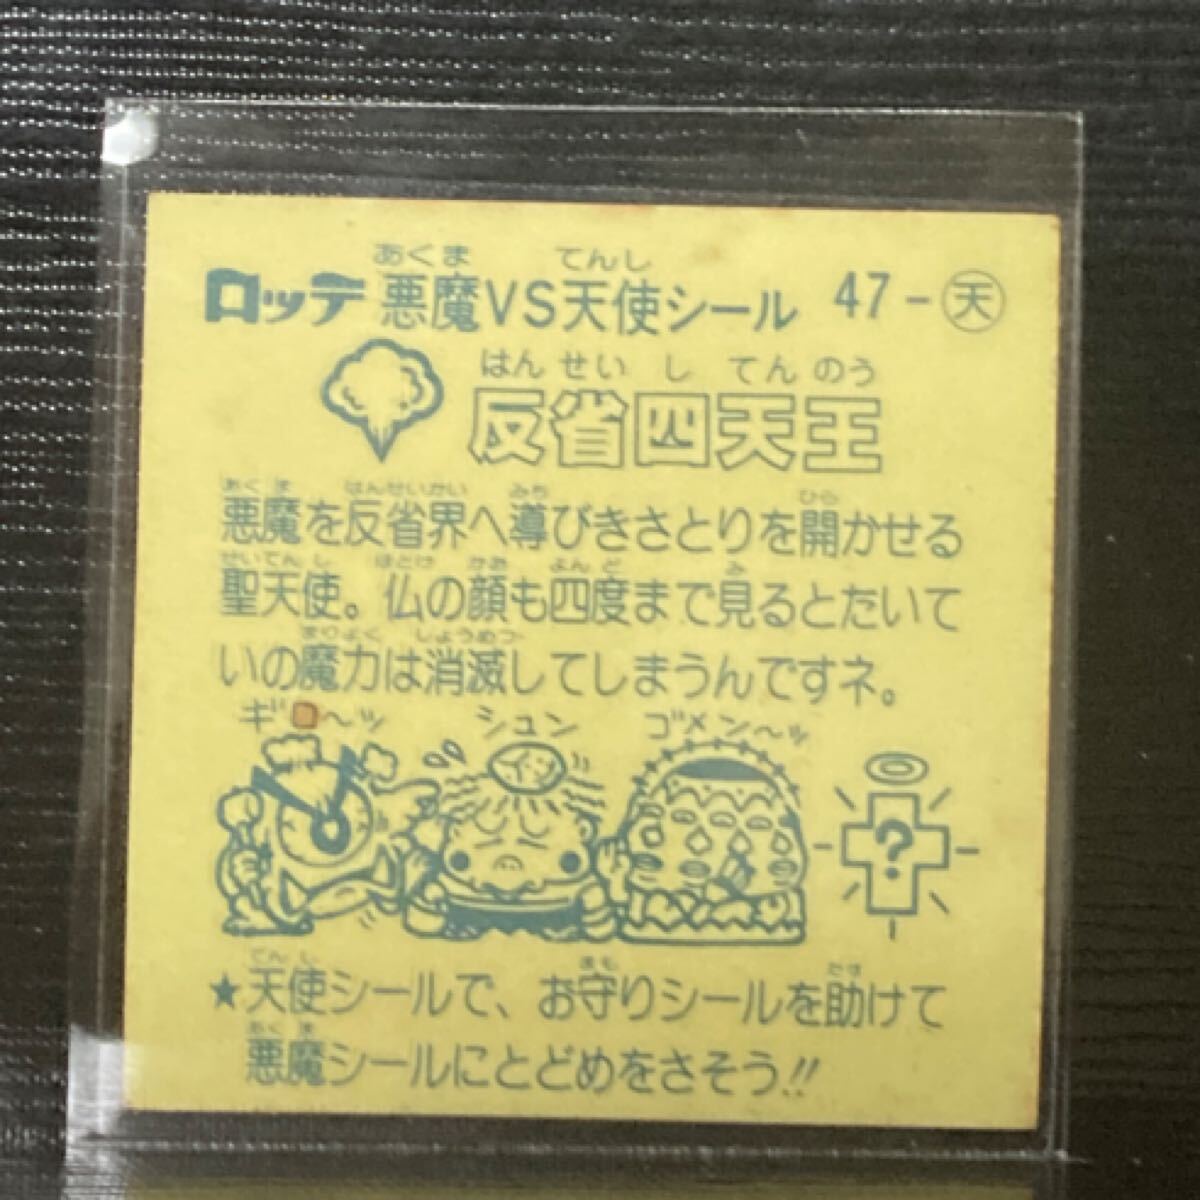 あくま てんし
ロッテ 悪魔VS天使シール 47-天
はんせいしてんのう
反省四天王
あくま はんせいかい みち ひら
悪魔を反省界へ導びきさとりを開かせる
せいてんし ほとけ かお よんど み
聖天使。仏の顔も四度まで見るとたいて
まりょく しょうめつ
いの魔力は消滅してしまうんですネ。
ギロ〜ッ シュン ゴメン〜ッ
?
てんし まも たす
★天使シールで、お守りシールを助けて
あくま
悪魔シールにとどめをさそう!!